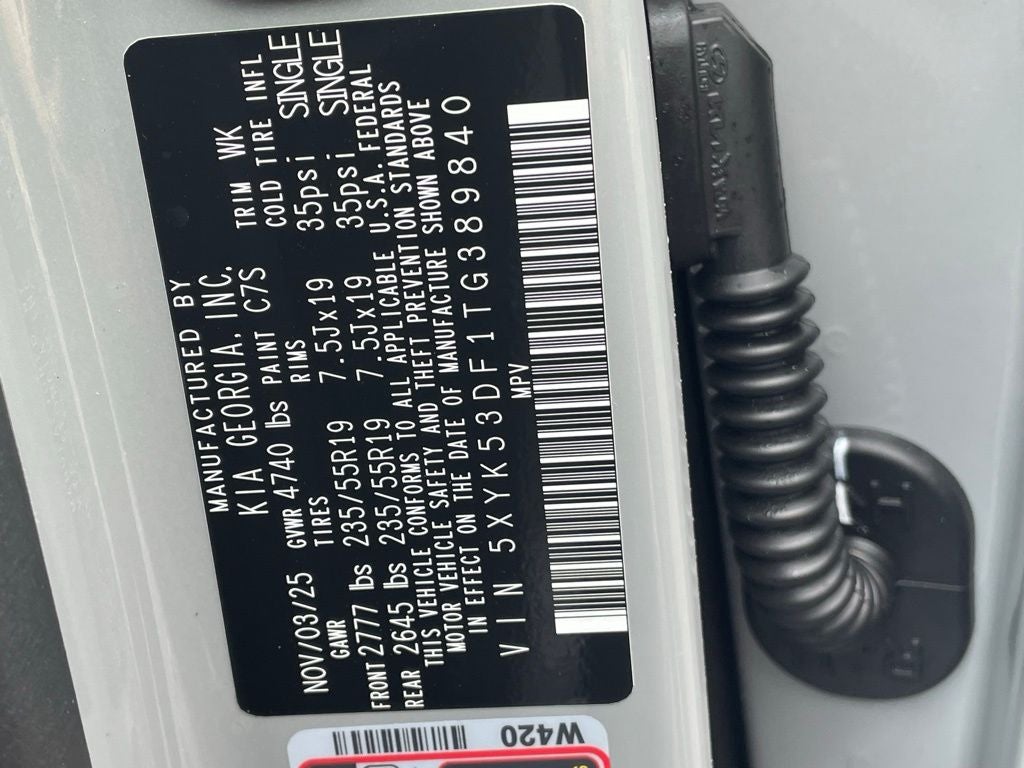 MANUFACTURED BY
KIA GEORGIA, INC.
NOV/03/25 GVWR 4740 lbs PAINT C7S TRIM WK
GAWR TIRES RIMS COLD TIRE INFL
FRONT 2777 lbs 235/55R19 7.5Jx19 35psi SINGLE
REAR 2645 lbs 235/55R19 7.5Jx19 35psi SINGLE
THIS VEHICLE CONFORMS TO ALL APPLICABLE U.S.A. FEDERAL
MOTOR VEHICLE SAFETY AND THEFT PREVENTION STANDARDS
IN EFFECT ON THE DATE OF MANUFACTURE SHOWN ABOVE
VIN 5XYK53DF1TG389840
MPV
W420